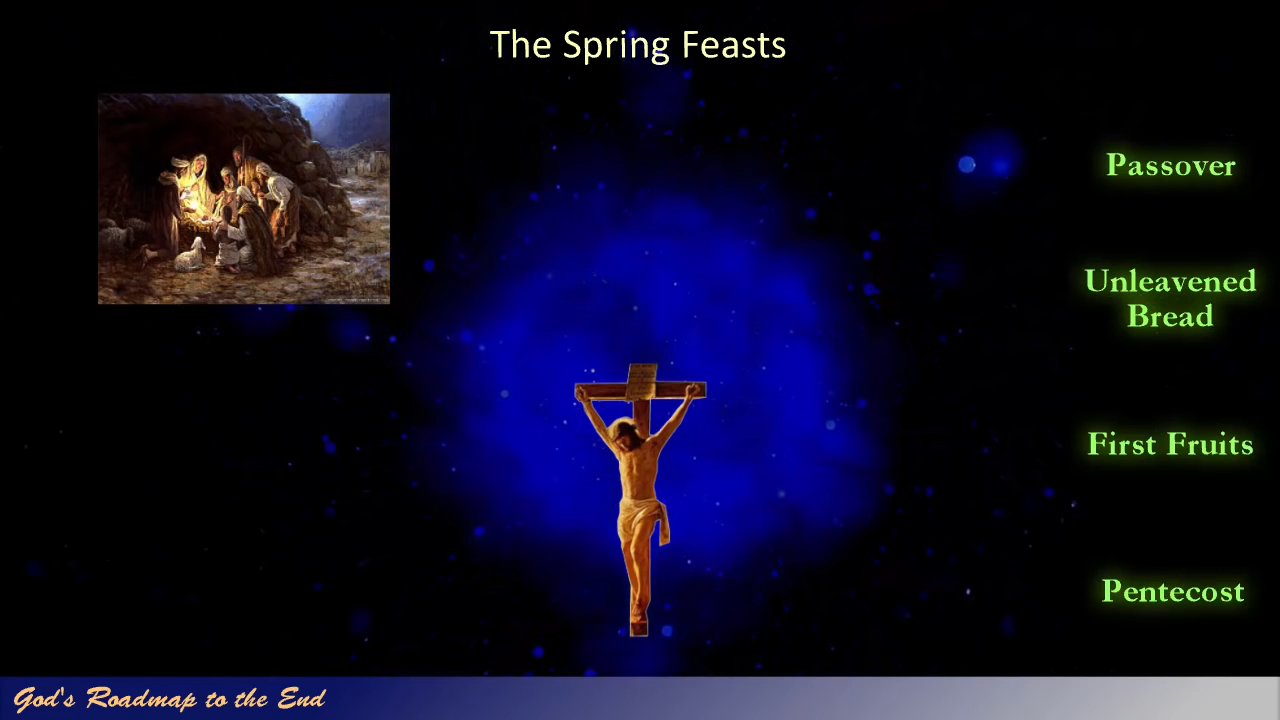 The Spring Feasts
Passover
Unleavened
Bread
First Fruits
Pentecost
God's Roadmap to the End